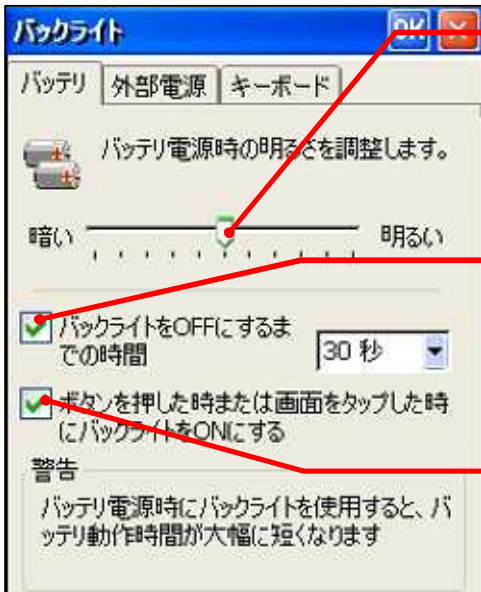 バックライト OK
バッテリ 外部電源 キーボード
バッテリ電源時の明るさを調整します。
暗い 明るい
バックライトをOFFにするま
での時間
30 秒
ボタンを押した時または画面をタップした時
にバックライトをONにする
警告
バッテリ電源時にバックライトを使用すると、バ
ッテリ動作時間が大幅に短くなります